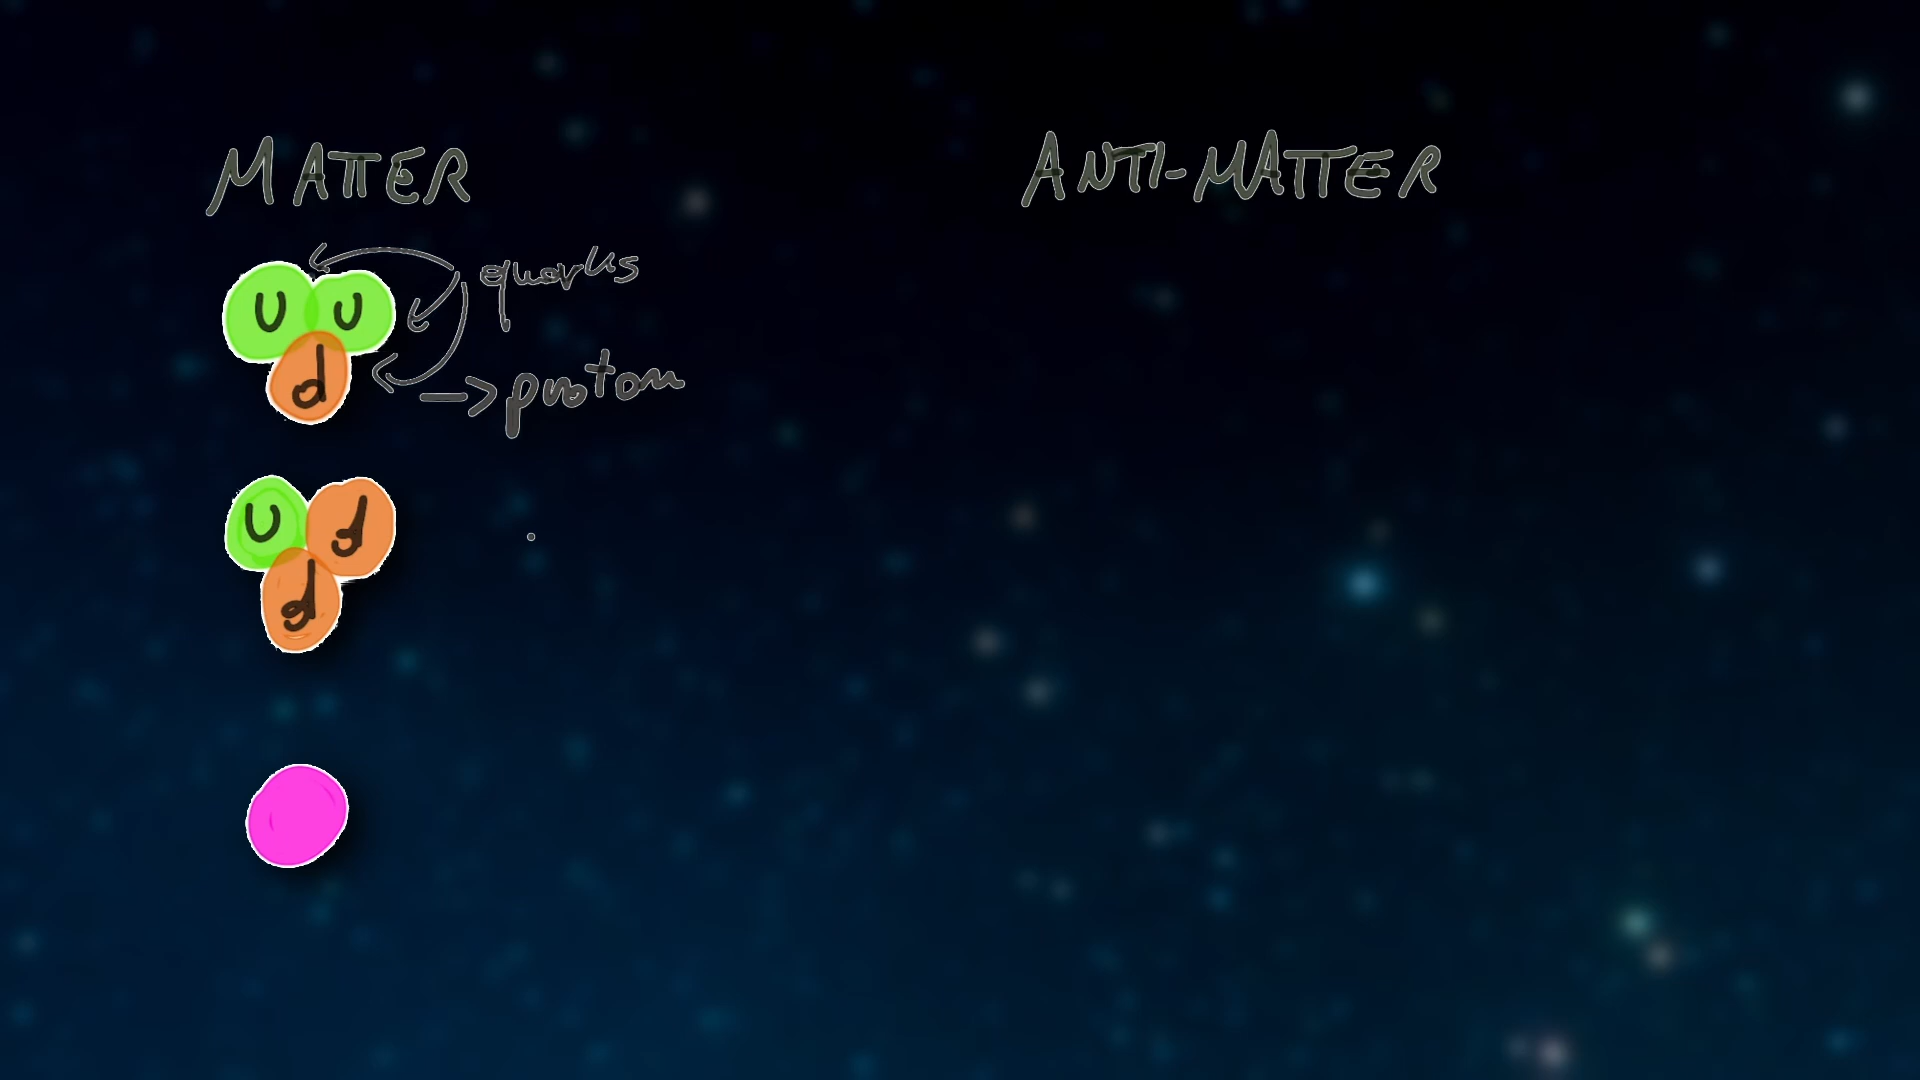 MATTER
ANTI-MATTER
quarks
U U
d
-> proton
U d
d